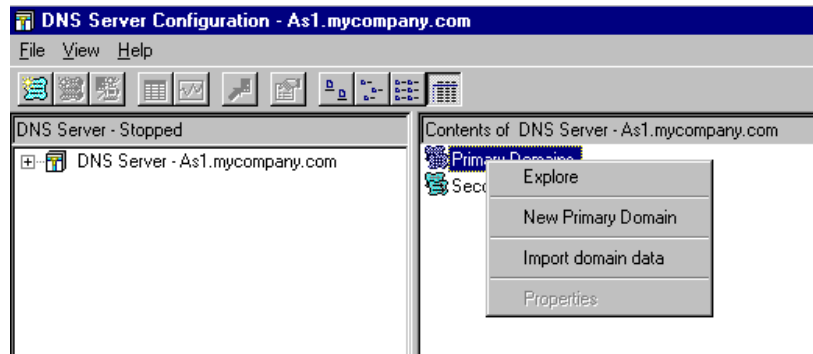 DNS Server Configuration - As1.mycompany.com
File View Help
DNS Server - Stopped
Contents of DNS Server - As1.mycompany.com
DNS Server - As1.mycompany.com
Primary Domains
Explore
New Primary Domain
Import domain data
Properties